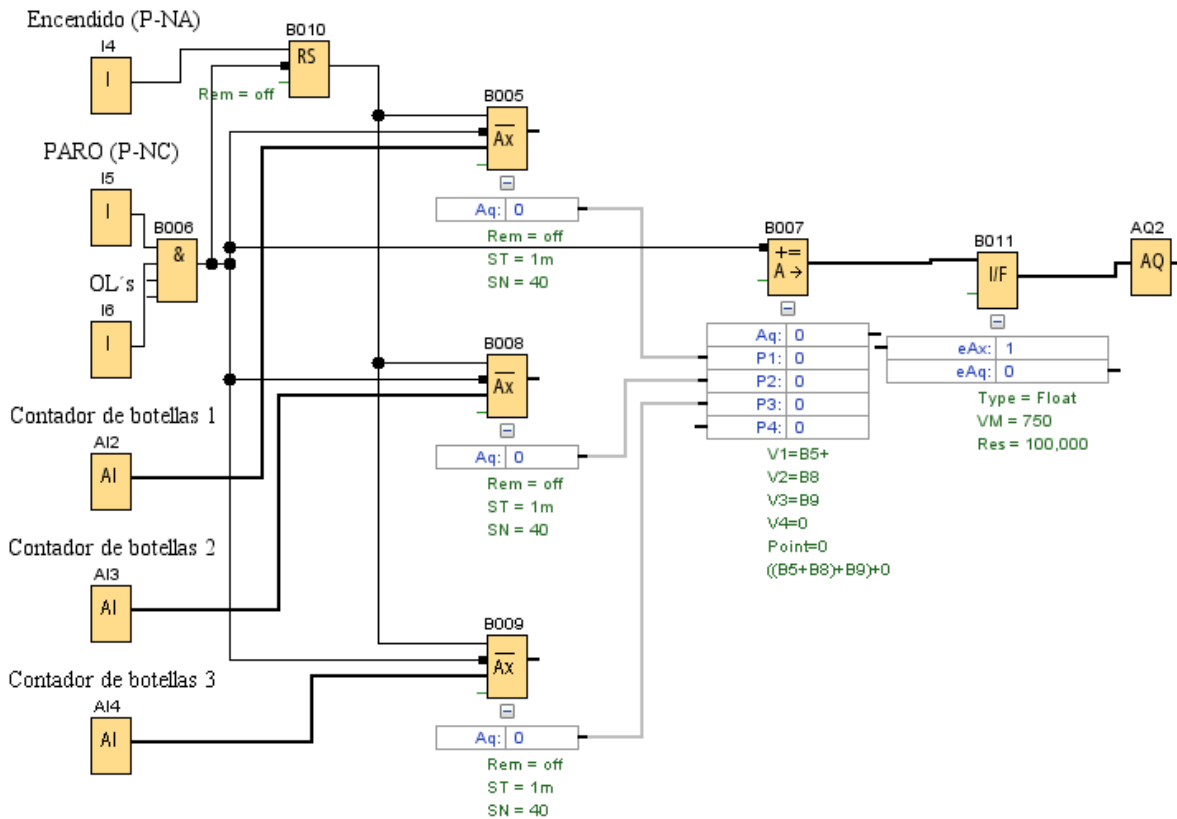 Encendido (P-NA)
I4
I
B010
RS
Rem = off
PARO (P-NC)
I5
I
B006
&
OL´s
I6
I
Contador de botellas 1
AI2
AI
Contador de botellas 2
AI3
AI
Contador de botellas 3
AI4
AI
B005
Ax
Aq: 0
Rem = off
ST = 1m
SN = 40
B008
Ax
Aq: 0
Rem = off
ST = 1m
SN = 40
B009
Ax
Aq: 0
Rem = off
ST = 1m
SN = 40
B007
+=
A→
Aq: 0
P1: 0
P2: 0
P3: 0
P4: 0
V1=B5+
V2=B8
V3=B9
V4=0
Point=0
((B5+B8)+B9)+0
B011
I/F
eAx: 1
eAq: 0
Type = Float
VM = 750
Res = 100,000
AQ2
AQ